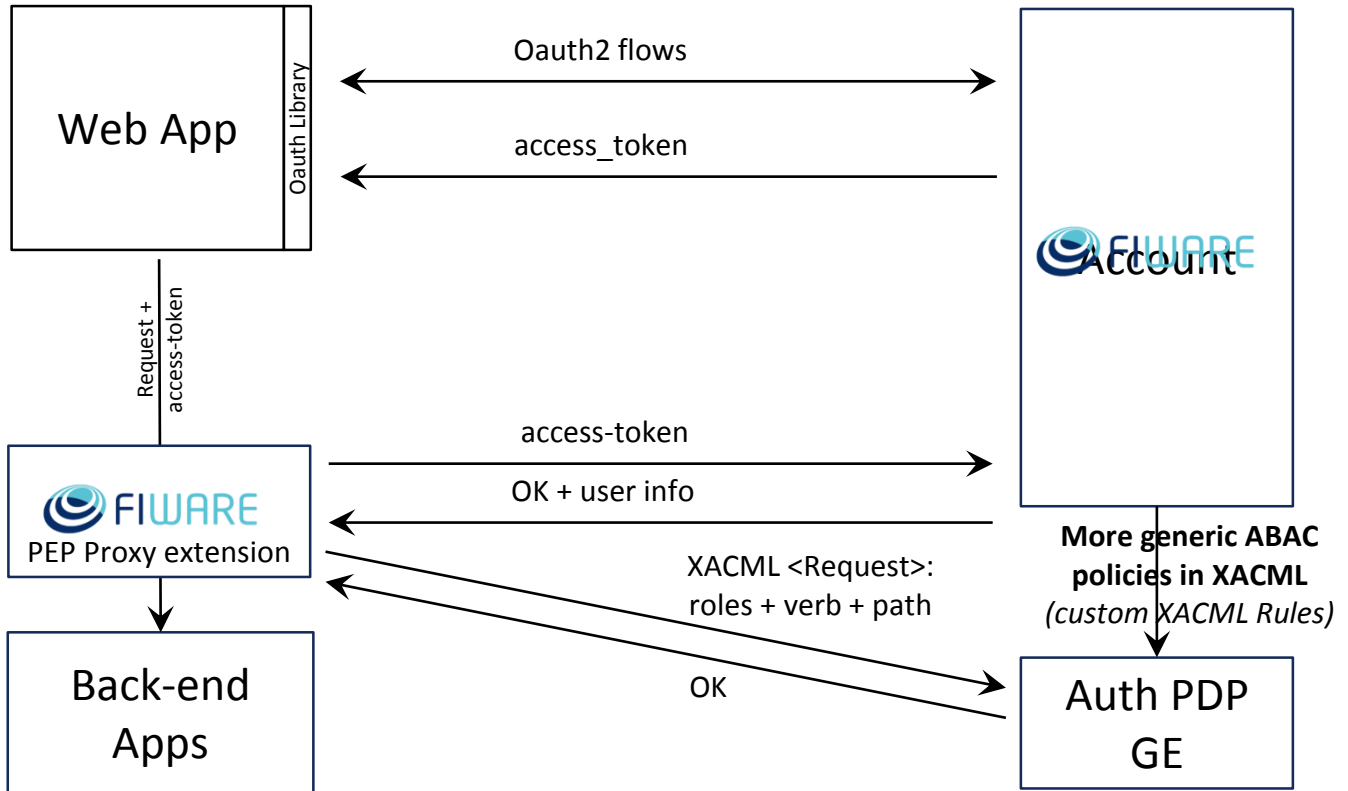 Oauth2 flows
Web App
Oauth Library
access_token
FIWARE
Account
Request +
access-token
access-token
OK + user info
FIWARE
PEP Proxy extension
More generic ABAC
policies in XACML
(custom XACML Rules)
XACML <Request>:
roles + verb + path
OK
Back-end
Apps
Auth PDP
GE